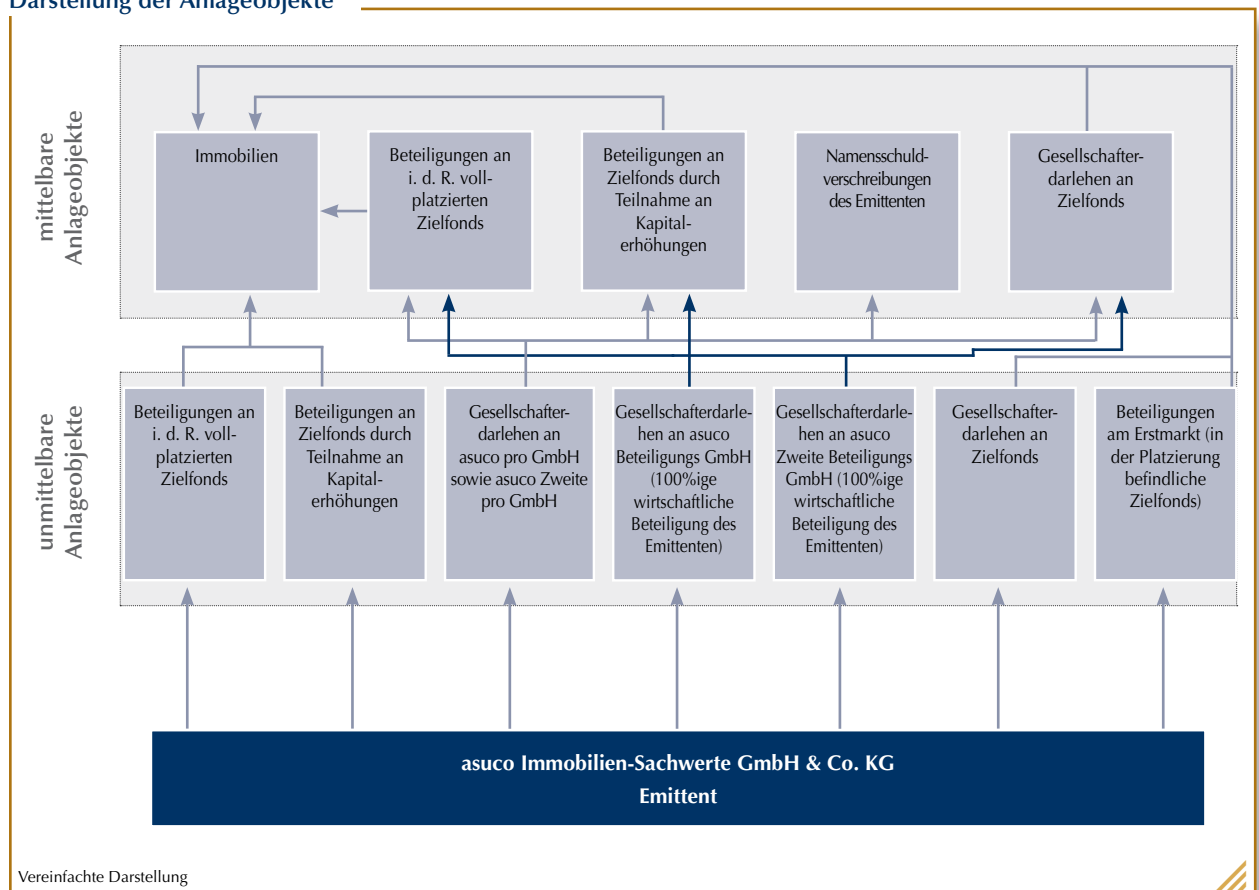 Darstellung der Anlageobjekte
mittelbare
Anlageobjekte
Immobilien
Beteiligungen an
i. d. R. voll-
platzierten
Zielfonds
Beteiligungen an
Zielfonds durch
Teilnahme an
Kapital-
erhöhungen
Namensschuld-
verschreibungen
des Emittenten
Gesellschafter-
darlehen an
Zielfonds
unmittelbare
Anlageobjekte
Beteiligungen an
i. d. R. voll-
platzierten
Zielfonds
Beteiligungen an
Zielfonds durch
Teilnahme an
Kapital-
erhöhungen
Gesellschafter-
darlehen an
asuco pro GmbH
sowie asuco Zweite
pro GmbH
Gesellschafterdarle-
hen an asuco
Beteiligungs GmbH
(100%ige
wirtschaftliche
Beteiligung des
Emittenten)
Gesellschafterdarle-
hen an asuco
Zweite Beteiligungs
GmbH (100%ige
wirtschaftliche
Beteiligung des
Emittenten)
Gesellschafter-
darlehen an
Zielfonds
Beteiligungen
am Erstmarkt (in
der Platzierung
befindliche
Zielfonds)
asuco Immobilien-Sachwerte GmbH & Co. KG
Emittent
Vereinfachte Darstellung